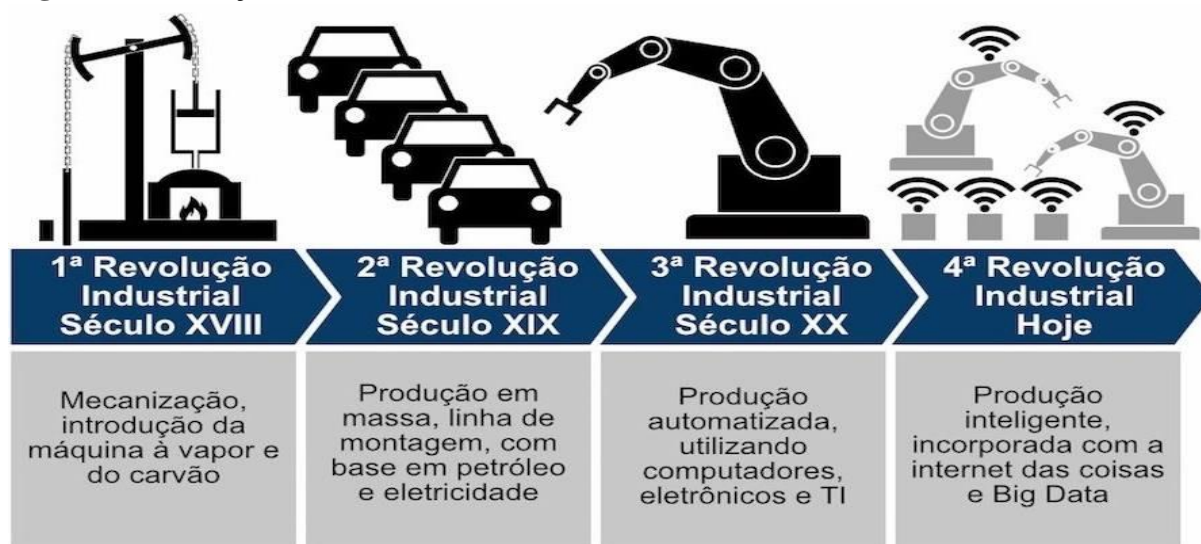 1ª Revolução
Industrial
Século XVIII
2ª Revolução
Industrial
Século XIX
3ª Revolução
Industrial
Século XX
4ª Revolução
Industrial
Hoje
Mecanização,
introdução da
máquina à vapor e
do carvão
Produção em
massa, linha de
montagem, com
base em petróleo
e eletricidade
Produção
automatizada,
utilizando
computadores,
eletrônicos e TI
Produção
inteligente,
incorporada com a
internet das coisas
e Big Data